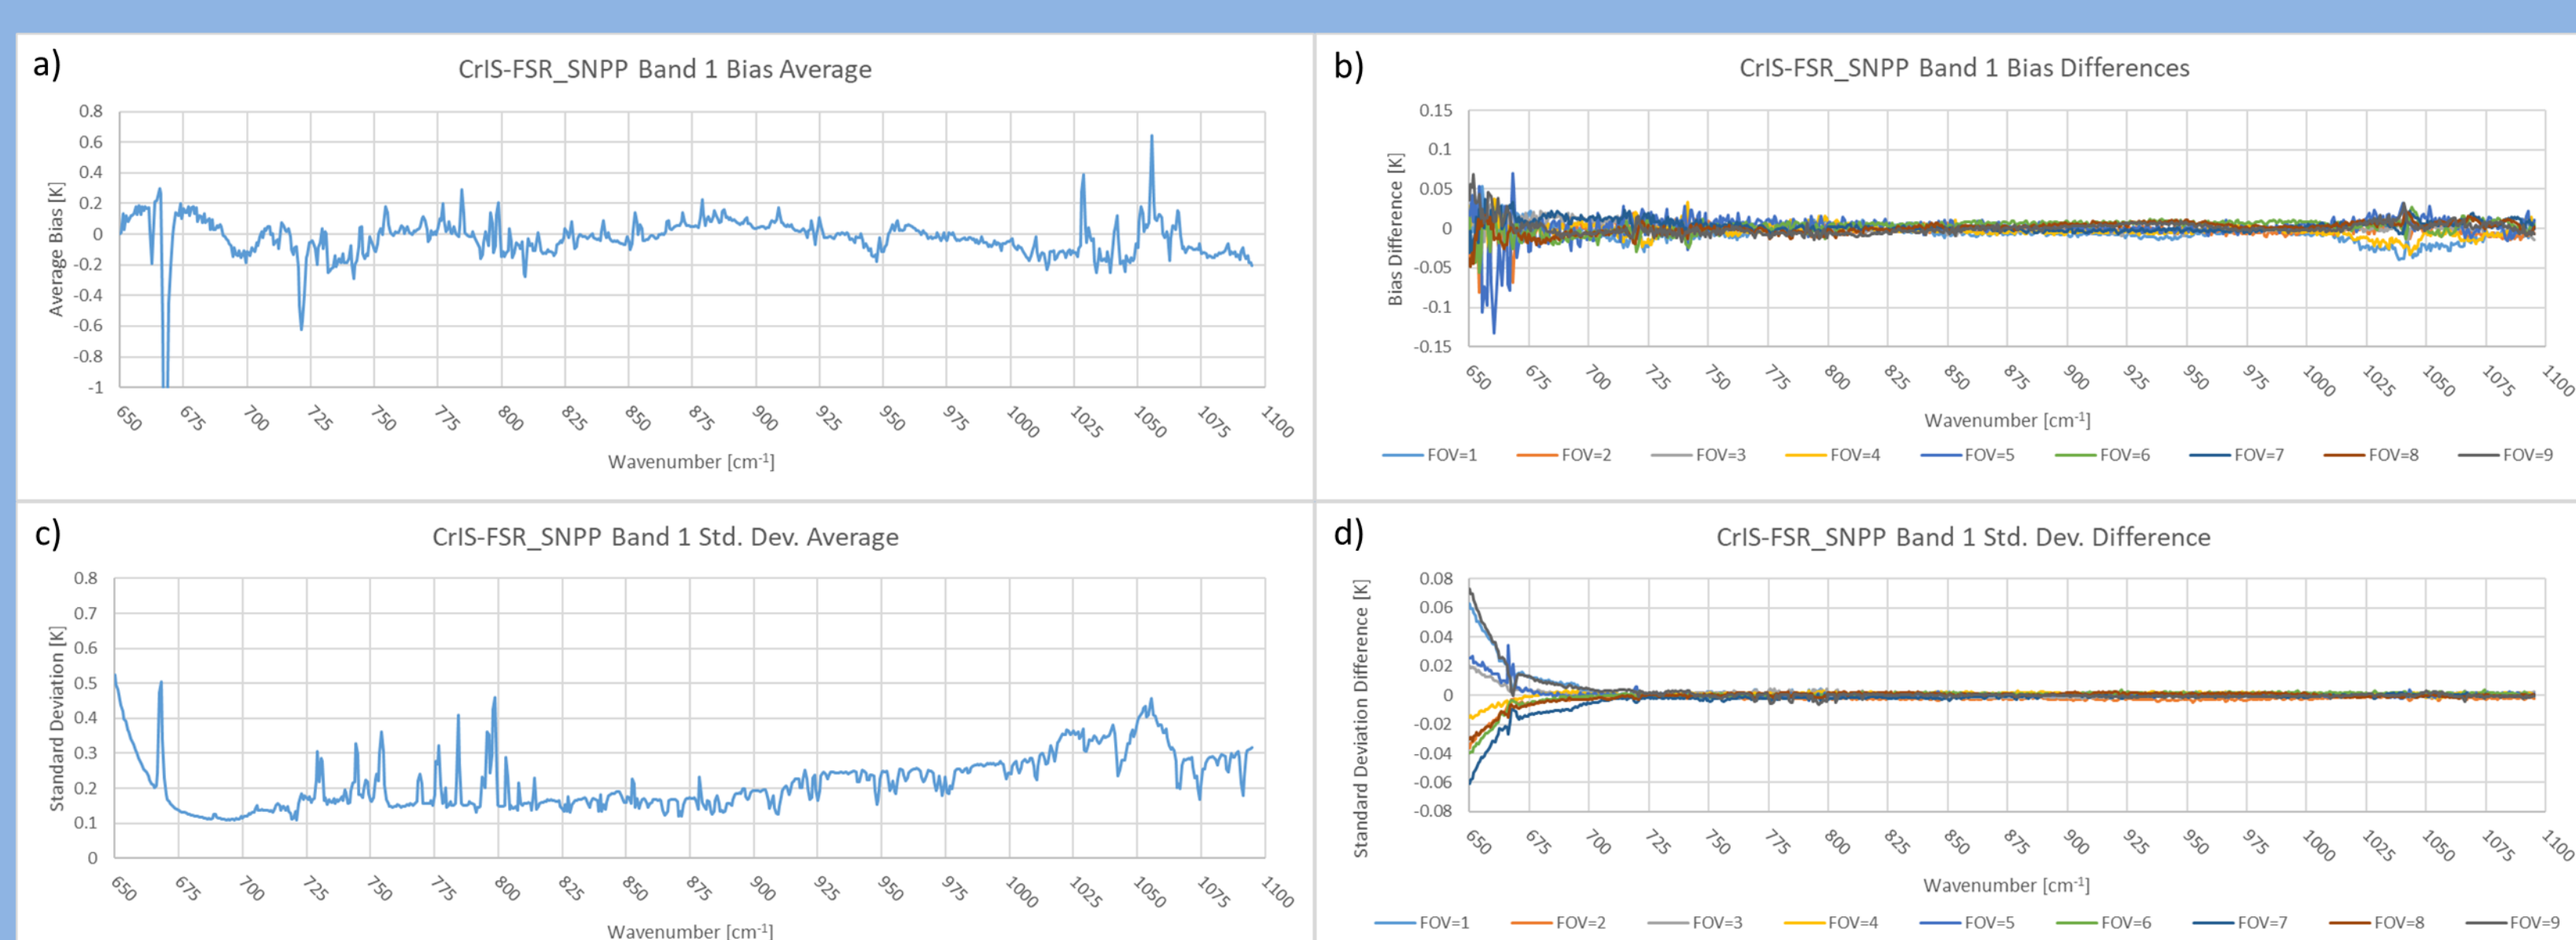 a)
CrIS-FSR_SNPP Band 1 Bias Average
0.8
0.6
0.4
0.2
0
-0.2
-0.4
-0.6
-0.8
-1
Average Bias [K]
650 675 700 725 750 775 800 825 850 875 900 925 950 975 1000 1025 1050 1075 1100
Wavenumber [cm-1]
b)
CrIS-FSR_SNPP Band 1 Bias Differences
0.15
0.1
0.05
0
-0.05
-0.1
-0.15
Bias Difference [K]
650 675 700 725 750 775 800 825 850 875 900 925 950 975 1000 1025 1050 1075 1100
Wavenumber [cm-1]
FOV=1 FOV=2 FOV=3 FOV=4 FOV=5 FOV=6 FOV=7 FOV=8 FOV=9
c)
CrIS-FSR_SNPP Band 1 Std. Dev. Average
0.8
0.7
0.6
0.5
0.4
0.3
0.2
0.1
0
Standard Deviation [K]
650 675 700 725 750 775 800 825 850 875 900 925 950 975 1000 1025 1050 1075 1100
Wavenumber [cm-1]
d)
CrIS-FSR_SNPP Band 1 Std. Dev. Difference
0.08
0.06
0.04
0.02
0
-0.02
-0.04
-0.06
-0.08
Standard Deviation Difference [K]
650 675 700 725 750 775 800 825 850 875 900 925 950 975 1000 1025 1050 1075 1100
Wavenumber [cm-1]
FOV=1 FOV=2 FOV=3 FOV=4 FOV=5 FOV=6 FOV=7 FOV=8 FOV=9